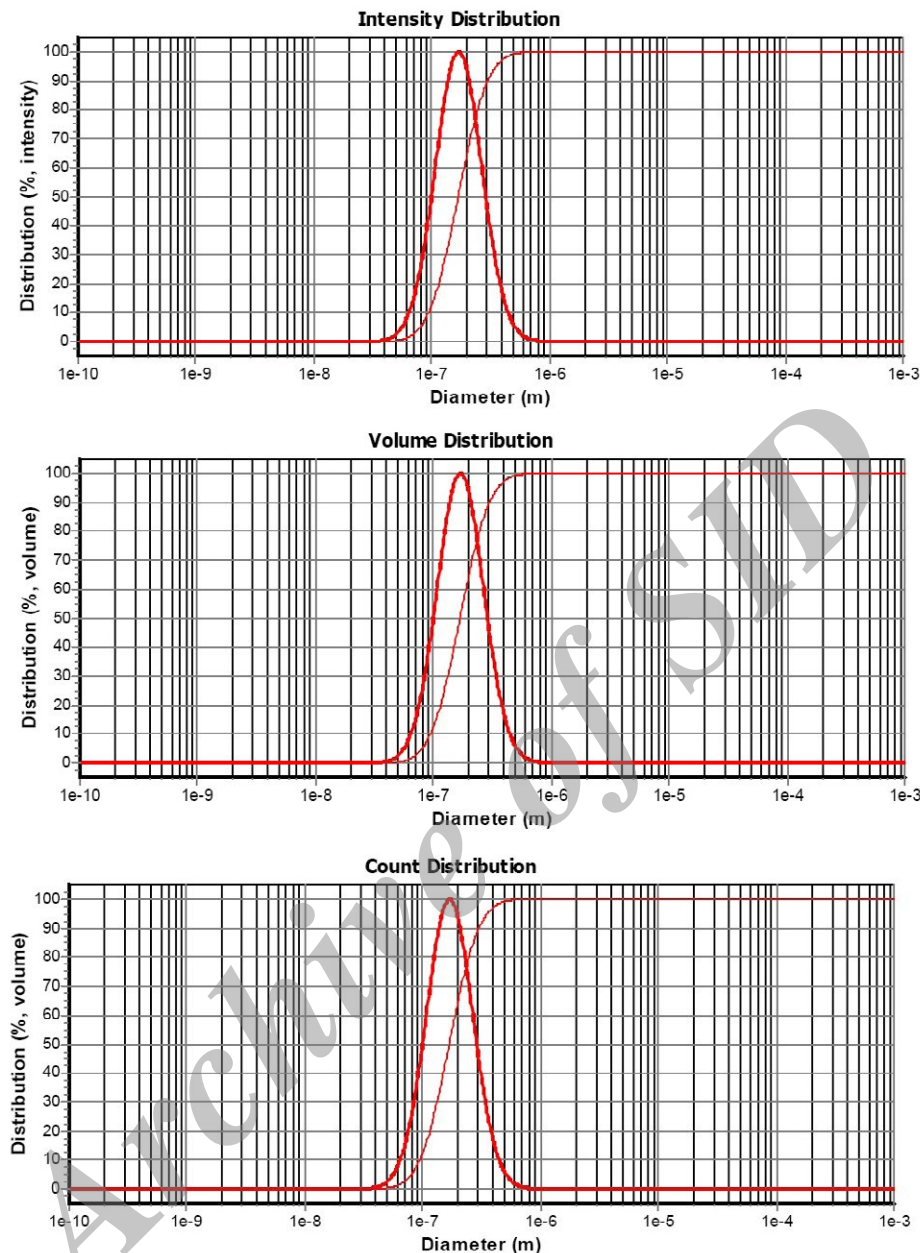 Intensity Distribution
Distribution (%, intensity)
100
90
80
70
60
50
40
30
20
10
0
1e-10 1e-9 1e-8 1e-7 1e-6 1e-5 1e-4 1e-3
Diameter (m)
Volume Distribution
Distribution (%, volume)
100
90
80
70
60
50
40
30
20
10
0
1e-10 1e-9 1e-8 1e-7 1e-6 1e-5 1e-4 1e-3
Diameter (m)
Count Distribution
Distribution (%, volume)
100
90
80
70
60
50
40
30
20
10
0
1e-10 1e-9 1e-8 1e-7 1e-6 1e-5 1e-4 1e-3
Diameter (m)
Archive of SID